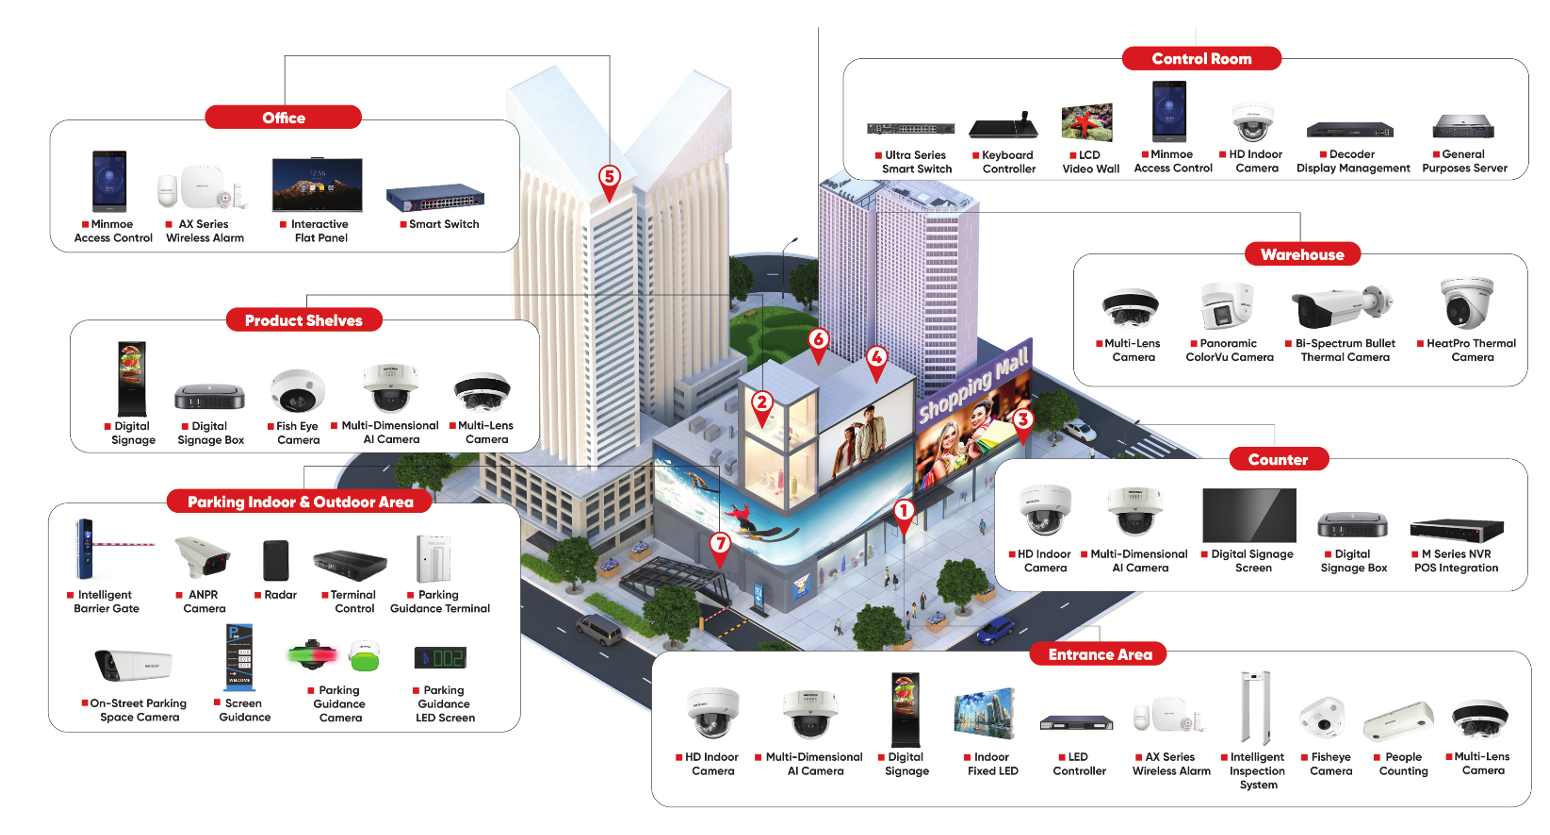 Control Room
Ultra Series
Smart Switch
Keyboard
Controller
LCD
Video Wall
Minmoe
Access Control
HD Indoor
Camera
Decoder
Display Management
General
Purposes Server
Office
Minmoe
Access Control
AX Series
Wireless Alarm
12:56
Interactive
Flat Panel
Smart Switch
5
Warehouse
Multi-Lens
Camera
Panoramic
ColorVu Camera
Bi-Spectrum Bullet
Thermal Camera
HeatPro Thermal
Camera
Product Shelves
Digital
Signage
Digital
Signage Box
Fish Eye
Camera
Multi-Dimensional
AI Camera
Multi-Lens
Camera
6
4
2
3
Shopping Mall
1
7
Counter
HD Indoor
Camera
Multi-Dimensional
AI Camera
Digital Signage
Screen
Digital
Signage Box
M Series NVR
POS Integration
Parking Indoor & Outdoor Area
Intelligent
Barrier Gate
ANPR
Camera
Radar
Terminal
Control
Parking
Guidance Terminal
On-Street Parking
Space Camera
P
WELCOME
Screen
Guidance
Parking
Guidance
Camera
002
Parking
Guidance
LED Screen
Entrance Area
HD Indoor
Camera
Multi-Dimensional
AI Camera
Digital
Signage
Indoor
Fixed LED
LED
Controller
AX Series
Wireless Alarm
Intelligent
Inspection
System
Fisheye
Camera
People
Counting
Multi-Lens
Camera